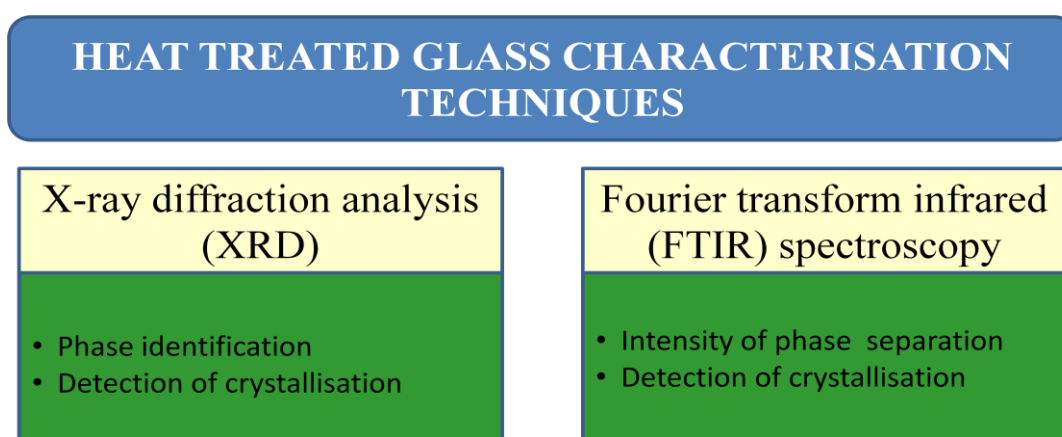 HEAT TREATED GLASS CHARACTERISATION
TECHNIQUES
X-ray diffraction analysis
(XRD)
• Phase identification
• Detection of crystallisation
Fourier transform infrared
(FTIR) spectroscopy
• Intensity of phase separation
• Detection of crystallisation